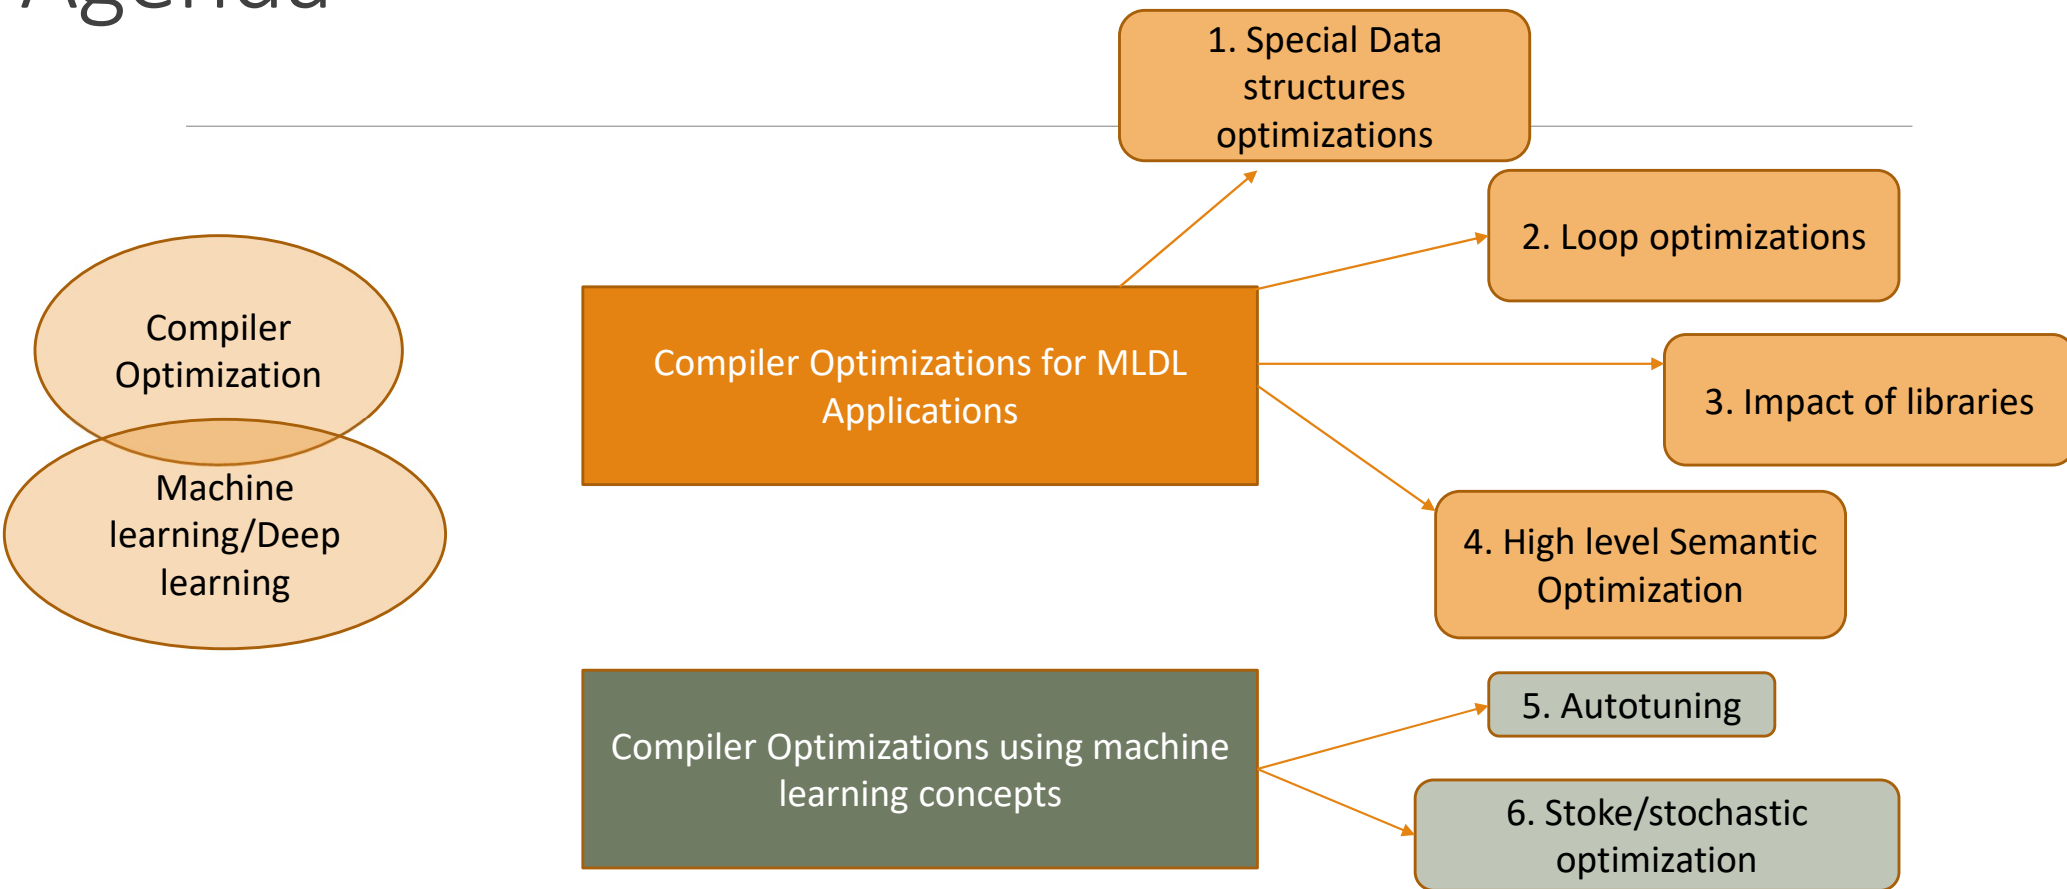 Agenda
1. Special Data
structures
optimizations
2. Loop optimizations
Compiler
Optimization
Compiler Optimizations for MLDL
Applications
3. Impact of libraries
Machine
learning/Deep
learning
4. High level Semantic
Optimization
5. Autotuning
Compiler Optimizations using machine
learning concepts
6. Stoke/stochastic
optimization